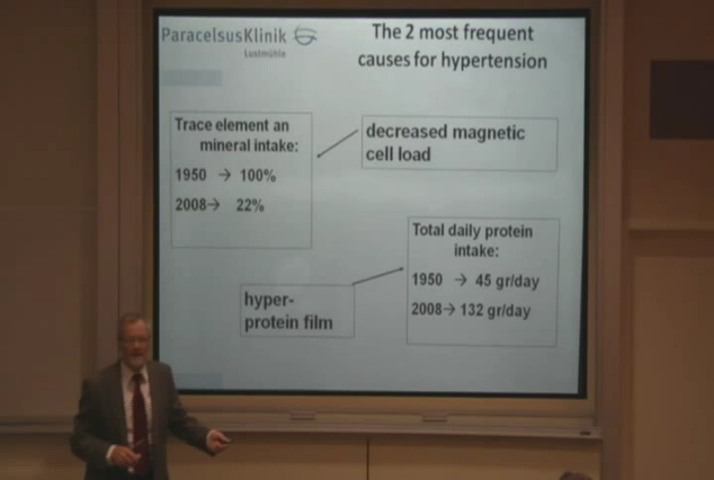 ParacelsusKlinik
Lustmühle
The 2 most frequent
causes for hypertension
Trace element an
mineral intake:
1950 → 100%
2008→ 22%
decreased magnetic
cell load
Total daily protein
intake:
1950 → 45 gr/day
2008→ 132 gr/day
hyper-
protein film